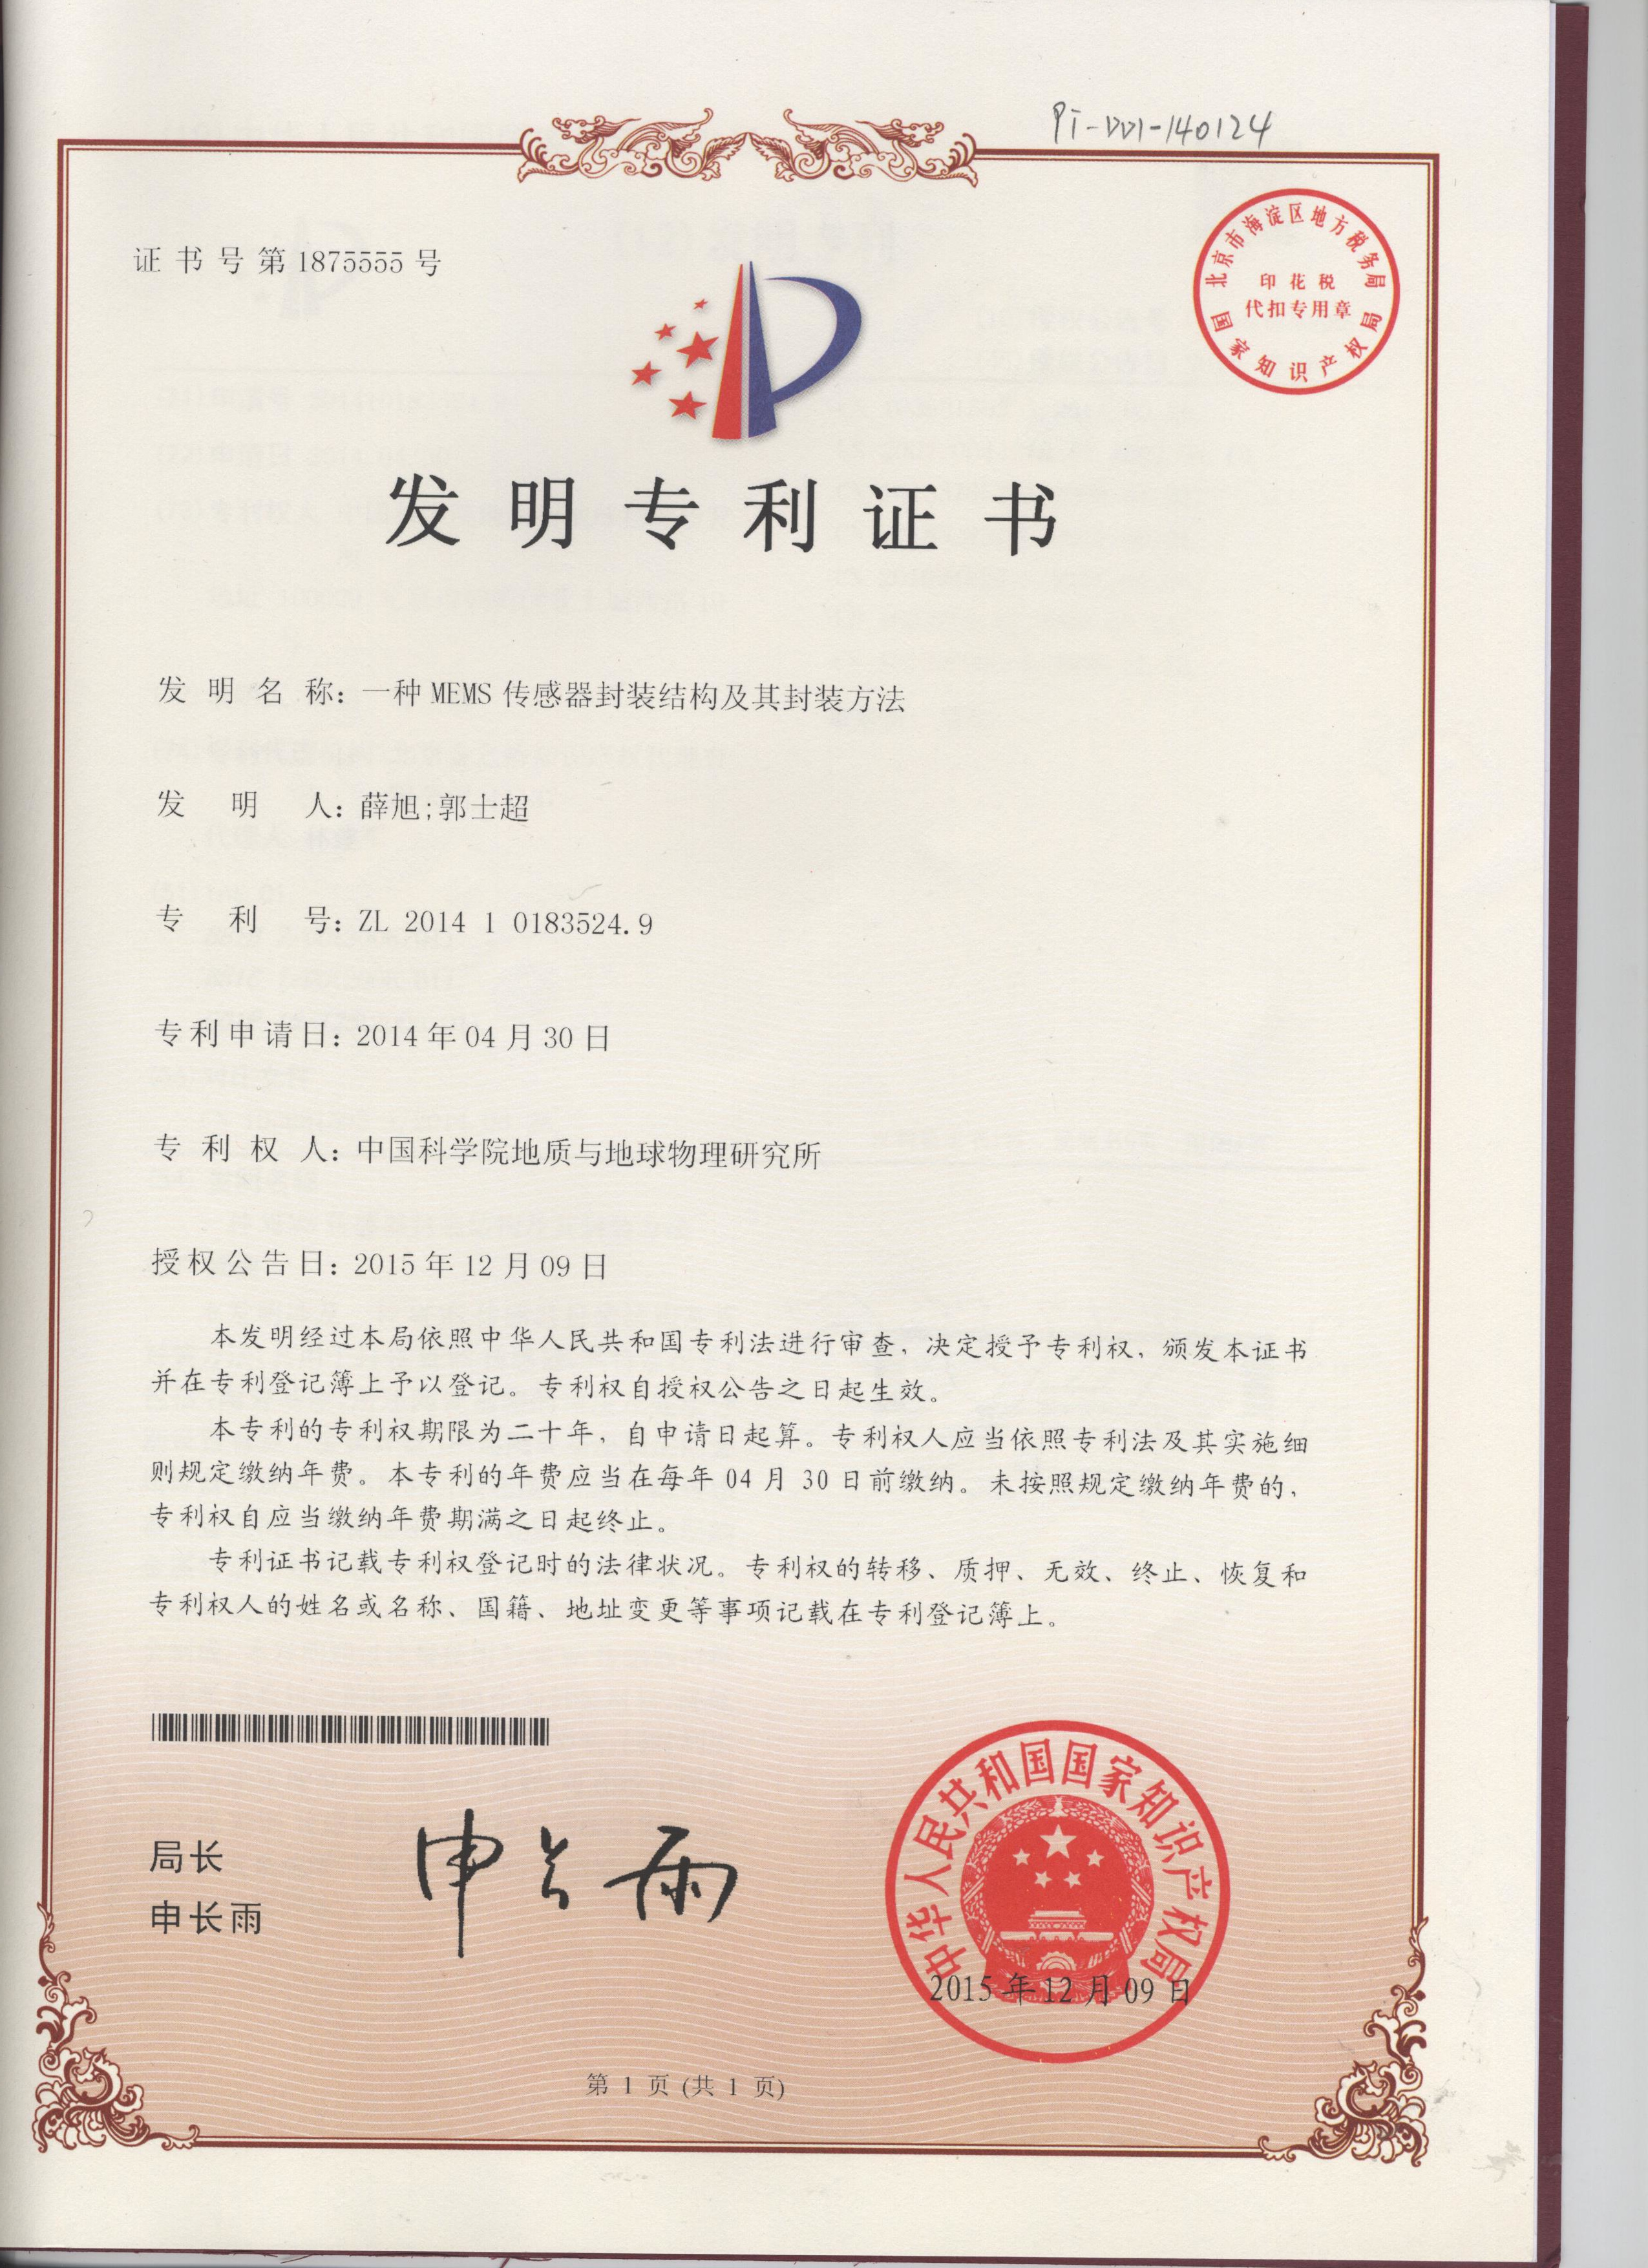 PI-DD1-140124
证书号第1875555号
北京市海淀区地方税务局
印花税
代扣专用章
国家知识产权局
发明专利证书
发明名称：一种MEMS传感器封装结构及其封装方法
发明人：薛旭;郭士超
专利号：ZL 2014 1 0183524.9
专利申请日：2014年04月30日
专利权人：中国科学院地质与地球物理研究所
授权公告日：2015年12月09日
本发明经过本局依照中华人民共和国专利法进行审查，决定授予专利权，颁发本证书
并在专利登记簿上予以登记。专利权自授权公告之日起生效。
本专利的专利权期限为二十年，自申请日起算。专利权人应当依照专利法及其实施细
则规定缴纳年费。本专利的年费应当在每年04月30日前缴纳。未按照规定缴纳年费的，
专利权自应当缴纳年费期满之日起终止。
专利证书记载专利权登记时的法律状况。专利权的转移、质押、无效、终止、恢复和
专利权人的姓名或名称、国籍、地址变更等事项记载在专利登记簿上。
局长
申长雨
申长雨
中华人民共和国国家知识产权局
2015年12月09日
第 1 页 (共 1 页)